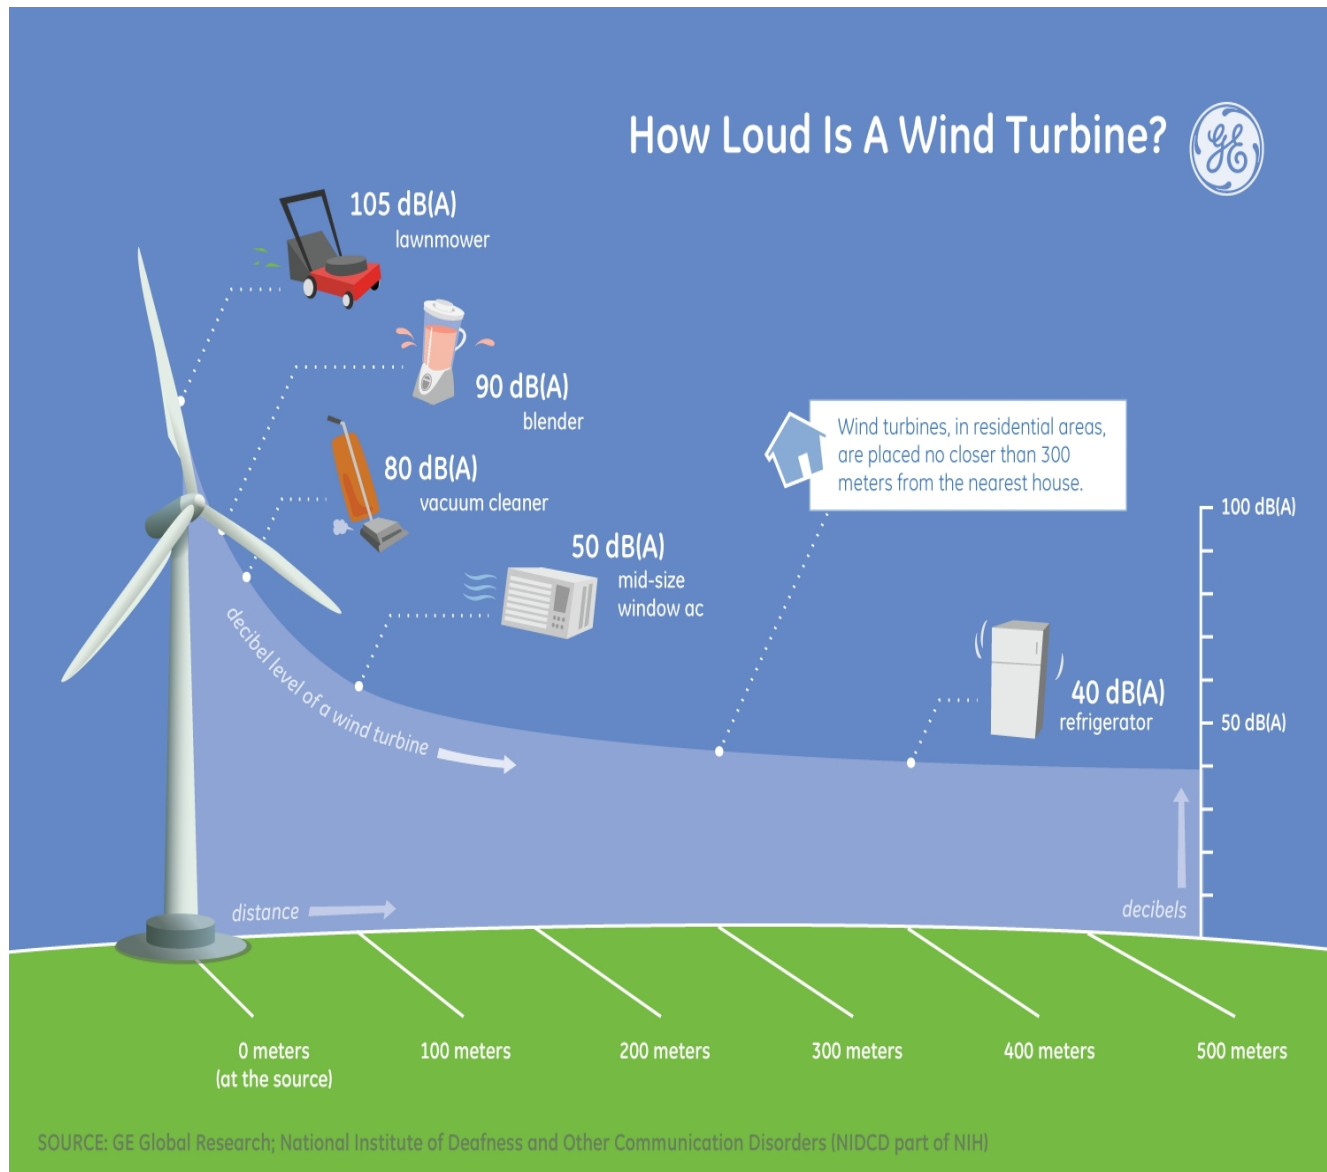 How Loud Is A Wind Turbine?
GE
105 dB(A)
lawnmower
90 dB(A)
blender
80 dB(A)
vacuum cleaner
50 dB(A)
mid-size
window ac
Wind turbines, in residential areas,
are placed no closer than 300
meters from the nearest house.
100 dB(A)
40 dB(A)
refrigerator
50 dB(A)
decibel level of a wind turbine
distance
decibels
0 meters
(at the source)
100 meters
200 meters
300 meters
400 meters
500 meters
SOURCE: GE Global Research; National Institute of Deafness and Other Communication Disorders (NIDCD part of NIH)